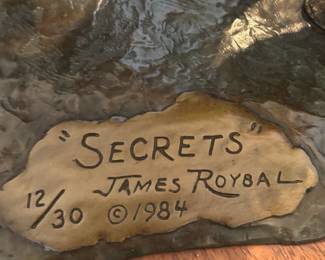 "SECRETS"
JAMES ROYBAL
12/30 ©1984